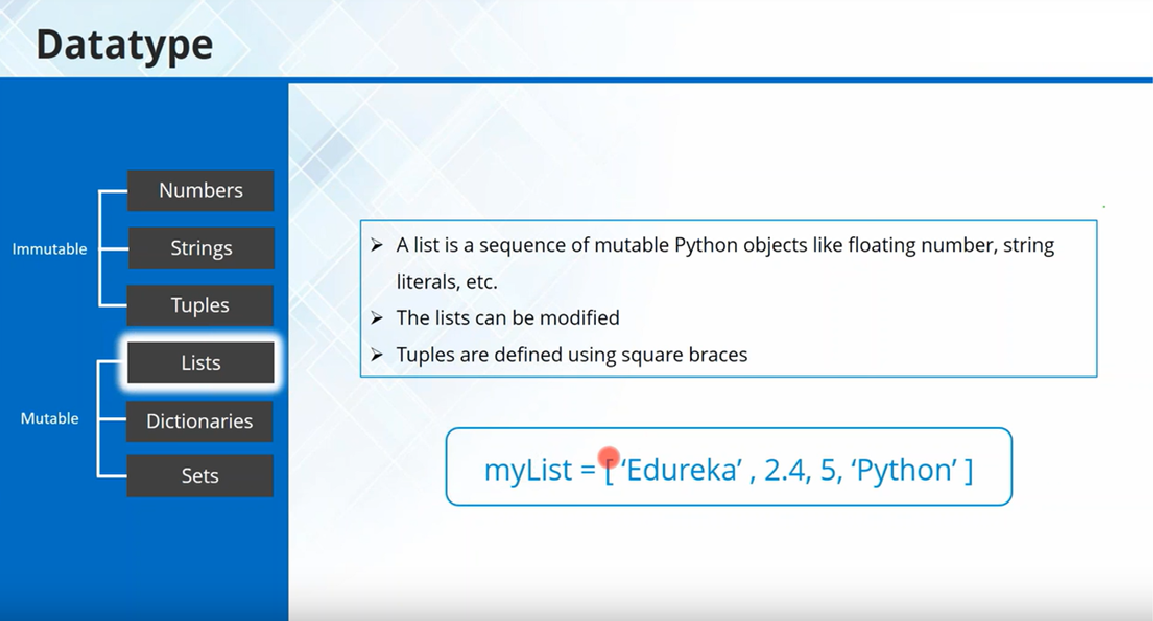 Datatype
Immutable
Numbers
Strings
Tuples
Mutable
Lists
Dictionaries
Sets
➢ A list is a sequence of mutable Python objects like floating number, string
literals, etc.
➢ The lists can be modified
➢ Tuples are defined using square braces
myList = [ ‘Edureka’ , 2.4, 5, ‘Python’ ]